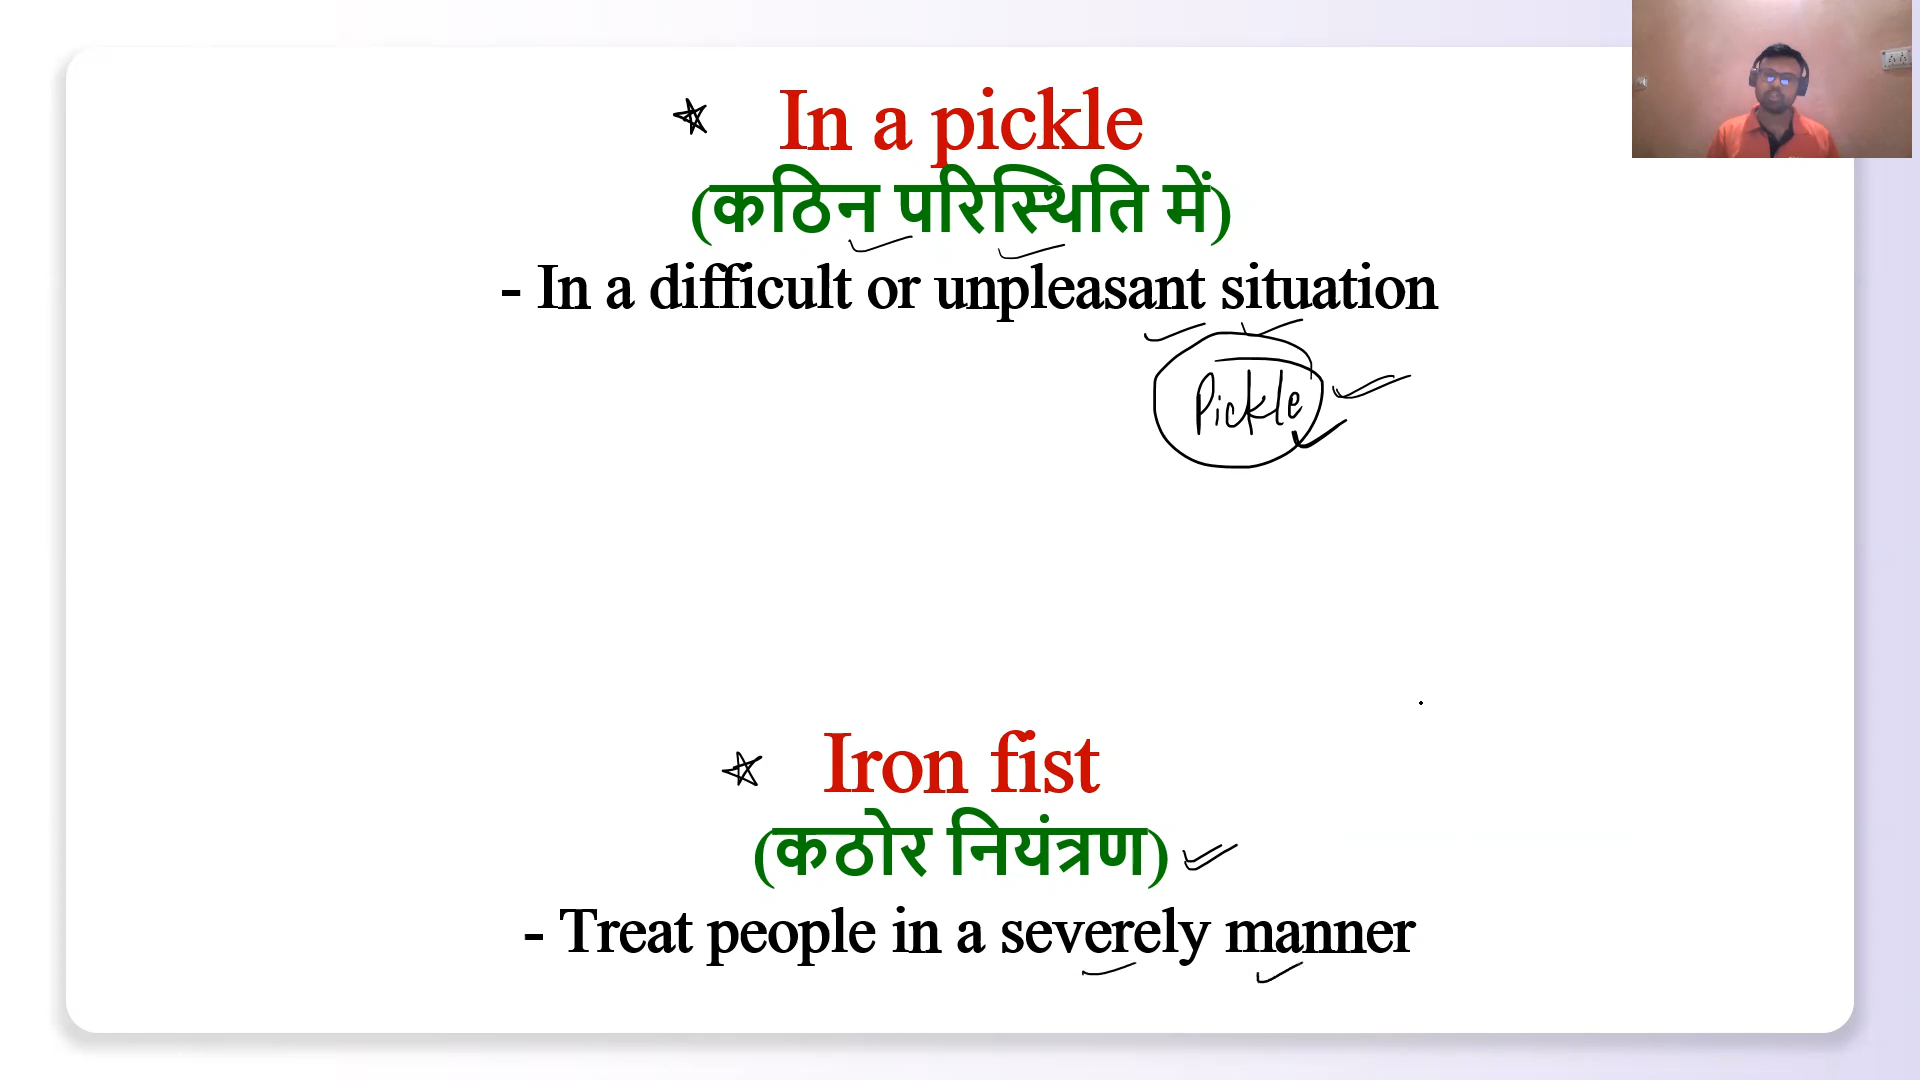 In a pickle
(कठिन परिस्थिति में)
- In a difficult or unpleasant situation
Pickle
Iron fist
(कठोर नियंत्रण)
- Treat people in a severely manner